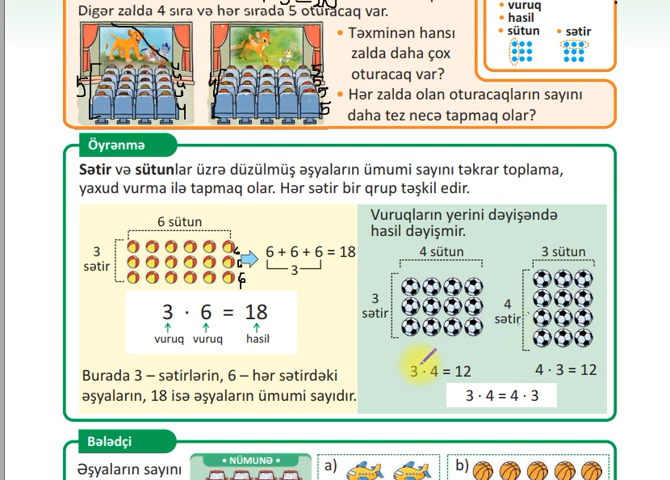 Digər zalda 4 sıra və hər sırada 5 oturacaq var.
• Təxminən hansı
zalda daha çox
oturacaq var?
• Hər zalda olan oturacaqların sayını
daha tez necə tapmaq olar?
• vuruq
• hasil
• sütun • sətir
Öyrənmə
Sətir və sütunlar üzrə düzülmüş əşyaların ümumi sayını təkrar toplama,
yaxud vurma ilə tapmaq olar. Hər sətir bir qrup təşkil edir.
6 sütun
3
sətir
6 + 6 + 6 = 18
3
3 · 6 = 18
vuruq vuruq hasil
Burada 3 – sətirlərin, 6 – hər sətirdəki
əşyaların, 18 isə əşyaların ümumi sayıdır.
Vuruqların yerini dəyişəndə
hasil dəyişmir.
4 sütun
3
sətir
3 · 4 = 12
3 sütun
4
sətir
4 · 3 = 12
3 · 4 = 4 · 3
Bələdçi
Əşyaların sayını
• NÜMUNƏ •
a)
b)